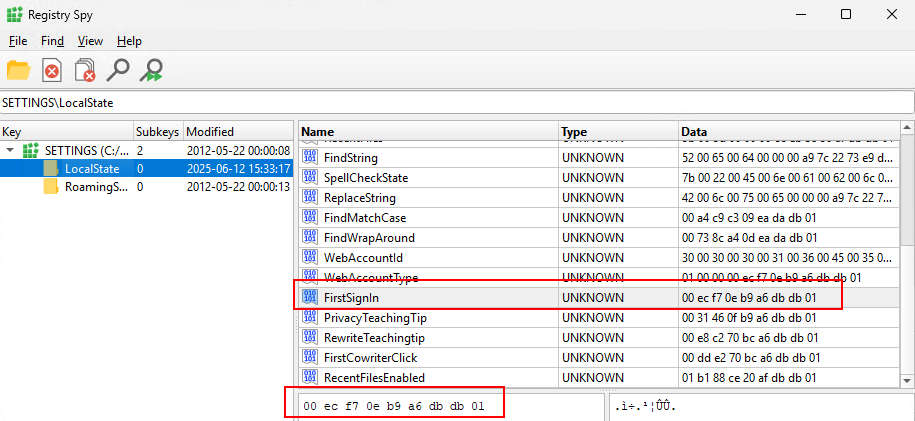 Registry Spy
File Find View Help
SETTINGS\LocalState
Key Subkeys Modified
SETTINGS (C:/... 2 2012-05-22 00:00:08
LocalState 0 2025-06-12 15:33:17
RoamingS... 0 2012-05-22 00:00:13
Name Type Data
FindString UNKNOWN 52 00 65 00 64 00 00 00 a9 7c 22 73 e9 d...
SpellCheckState UNKNOWN 7b 00 22 00 45 00 6e 00 61 00 62 00 6c 0...
ReplaceString UNKNOWN 42 00 6c 00 75 00 65 00 00 00 a9 7c 22 7...
FindMatchCase UNKNOWN 00 a4 c9 c3 09 ea da db 01
FindWrapAround UNKNOWN 00 73 8c a4 0d ea da db 01
WebAccountId UNKNOWN 30 00 30 00 30 00 31 00 36 00 45 00 35 0...
WebAccountType UNKNOWN 01 00 00 00 ec f7 0e b9 a6 db db 01
FirstSignIn UNKNOWN 00 ec f7 0e b9 a6 db db 01
PrivacyTeachingTip UNKNOWN 00 31 46 0f b9 a6 db db 01
RewriteTeachingtip UNKNOWN 00 e8 c2 70 bc a6 db db 01
FirstCowriterClick UNKNOWN 00 dd e2 70 bc a6 db db 01
RecentFilesEnabled UNKNOWN 01 b1 88 ce 20 af db db 01
00 ec f7 0e b9 a6 db db 01
.ì÷.¹¦ÛÛ.